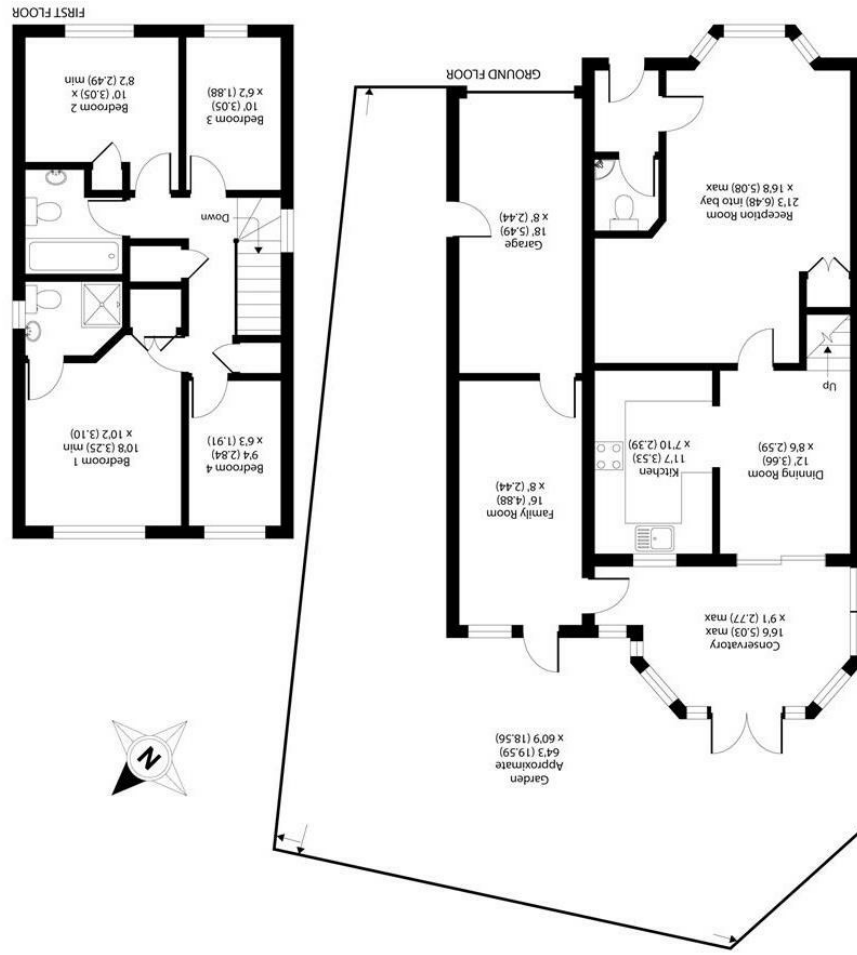 Garden
Approximate
64'3 (19.59)
x 60'9 (18.56)
N
Conservatory
16'6 (5.03) max
x 9'1 (2.77) max
Dinning Room
12' (3.66)
x 8'6 (2.59)
Kitchen
11'7 (3.53)
x 7'10 (2.39)
Family Room
16' (4.88)
x 8' (2.44)
Up
Reception Room
21'3 (6.48) into bay
x 16'8 (5.08) max
Garage
18' (5.49)
x 8' (2.44)
GROUND FLOOR
Bedroom 4
9'4 (2.84)
x 6'3 (1.91)
Bedroom 1
10'8 (3.25) min
x 10'2 (3.10)
Down
Bedroom 3
10' (3.05)
x 6'2 (1.88)
Bedroom 2
10' (3.05) x
8'2 (2.49) min
FIRST FLOOR